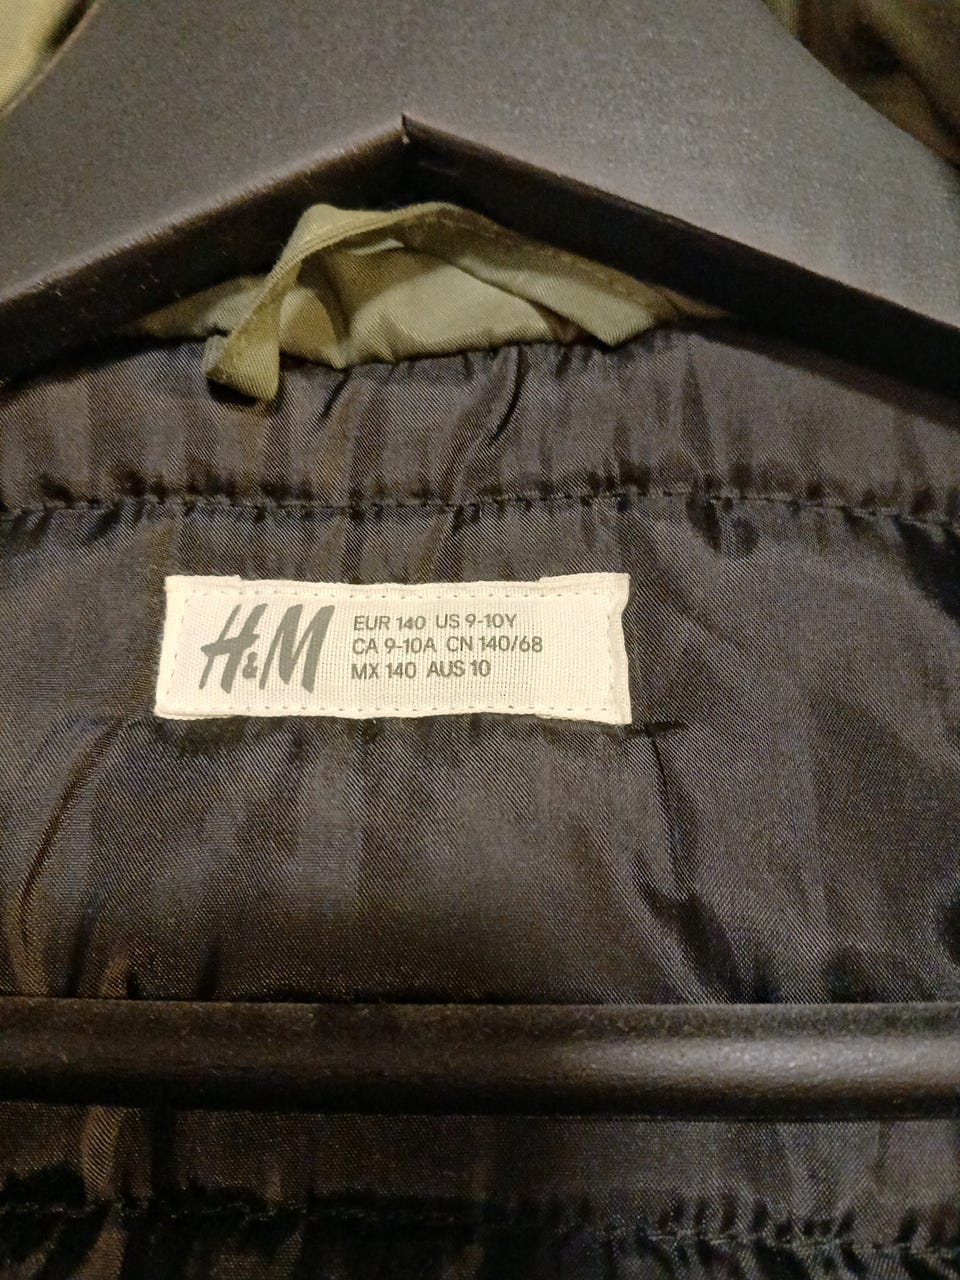 H&M
EUR 140 US 9-10Y
CA 9-10A CN 140/68
MX 140 AUS 10